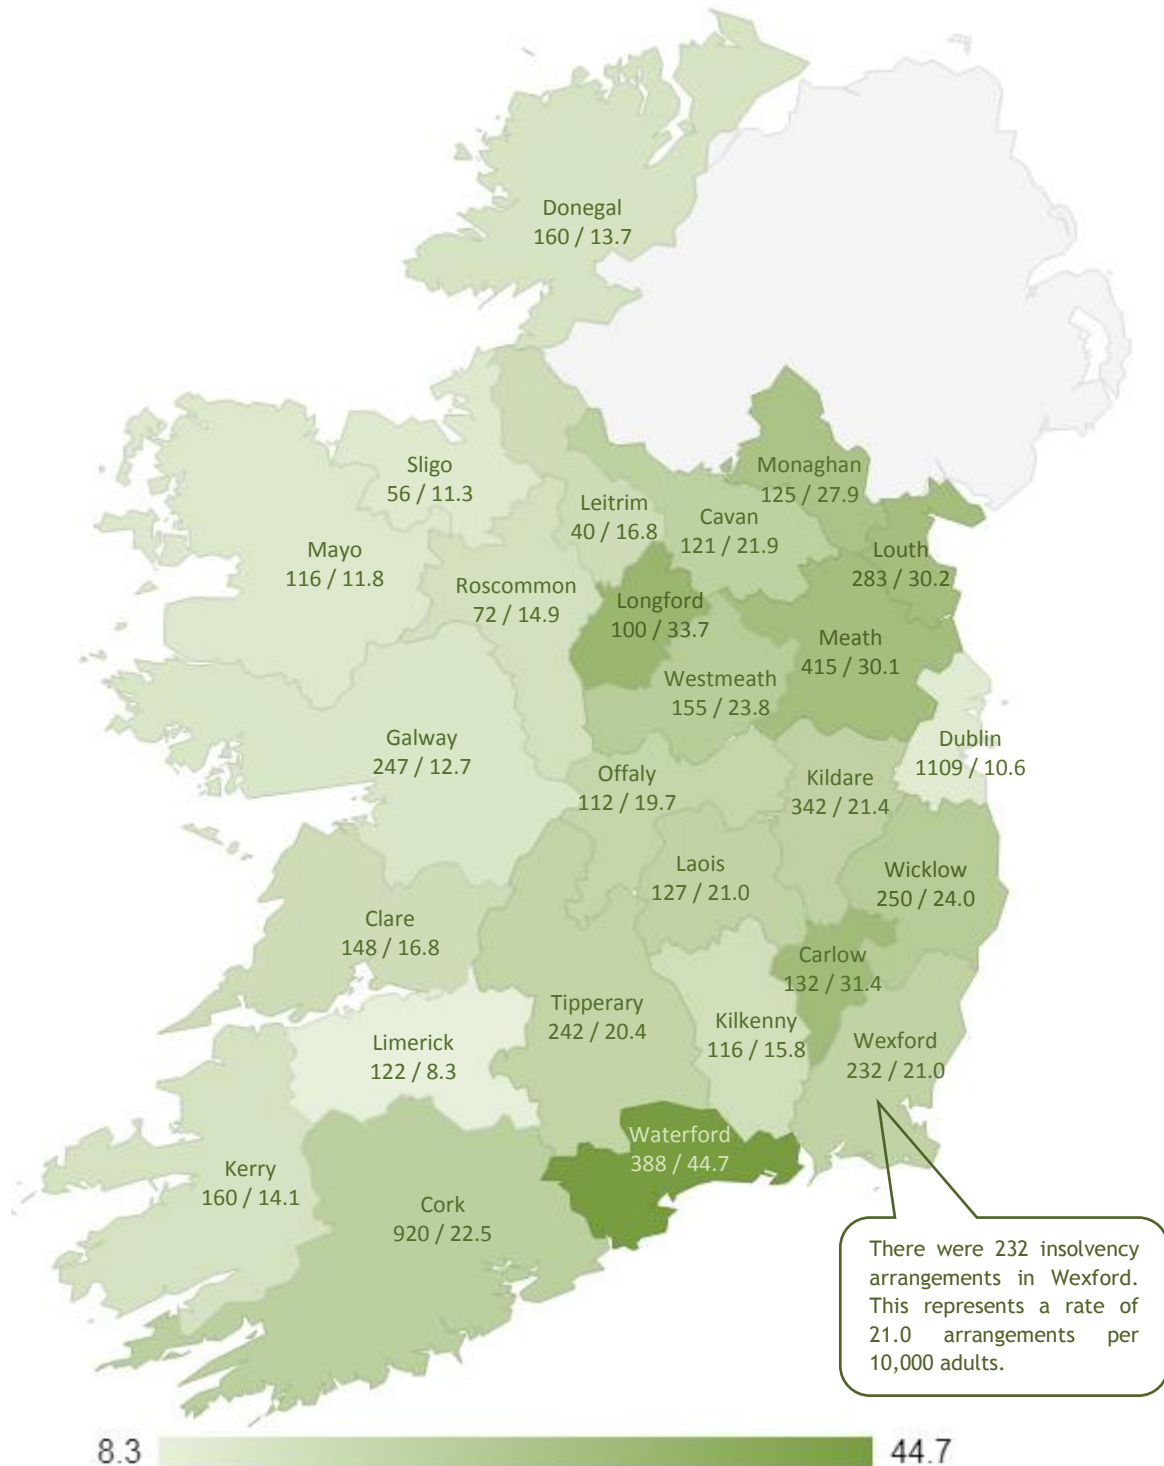 Donegal
160 / 13.7
Sligo
56 / 11.3
Monaghan
125 / 27.9
Leitrim
40 / 16.8
Cavan
121 / 21.9
Mayo
116 / 11.8
Louth
283 / 30.2
Roscommon
72 / 14.9
Longford
100 / 33.7
Meath
415 / 30.1
Westmeath
155 / 23.8
Galway
247 / 12.7
Dublin
1109 / 10.6
Offaly
112 / 19.7
Kildare
342 / 21.4
Laois
127 / 21.0
Wicklow
250 / 24.0
Clare
148 / 16.8
Carlow
132 / 31.4
Tipperary
242 / 20.4
Kilkenny
116 / 15.8
Wexford
232 / 21.0
Limerick
122 / 8.3
Waterford
388 / 44.7
Kerry
160 / 14.1
Cork
920 / 22.5
There were 232 insolvency
arrangements in Wexford.
This represents a rate of
21.0 arrangements per
10,000 adults.
8.3
44.7